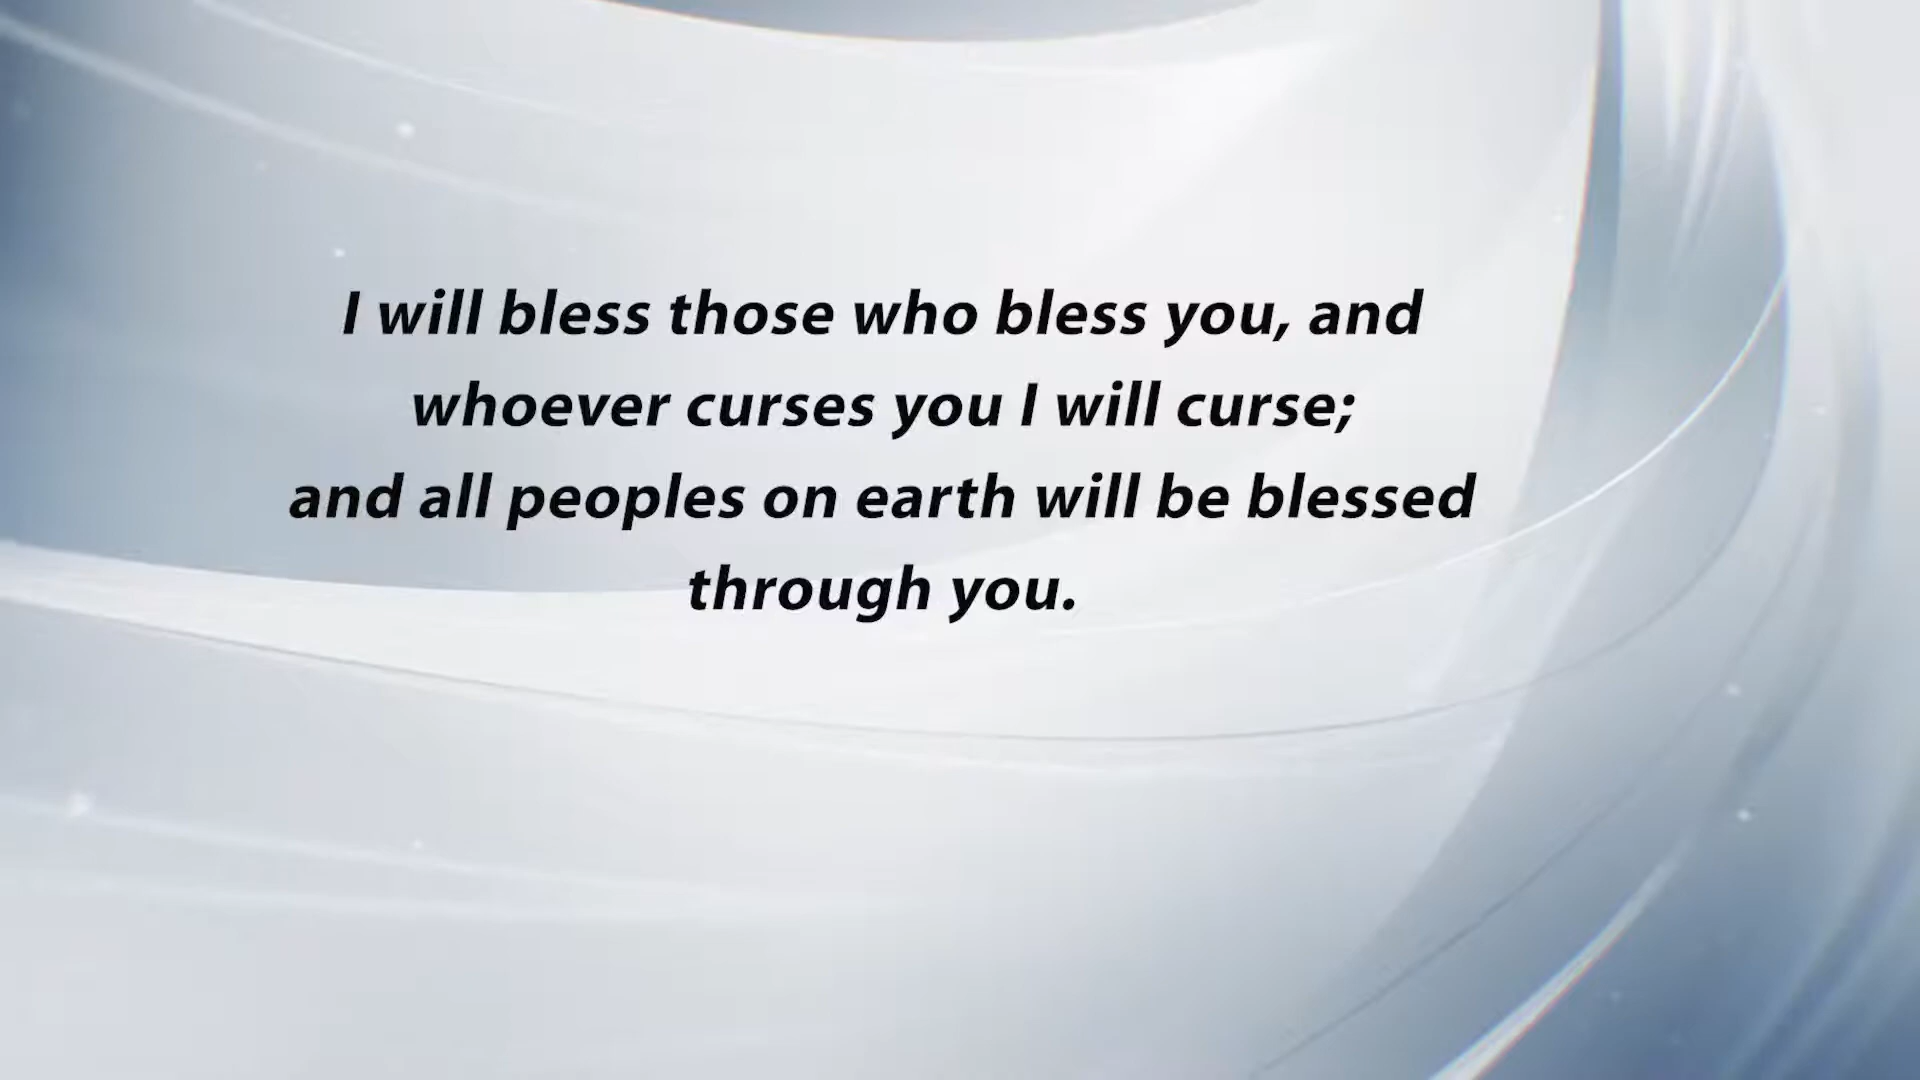 I will bless those who bless you, and
whoever curses you I will curse;
and all peoples on earth will be blessed
through you.